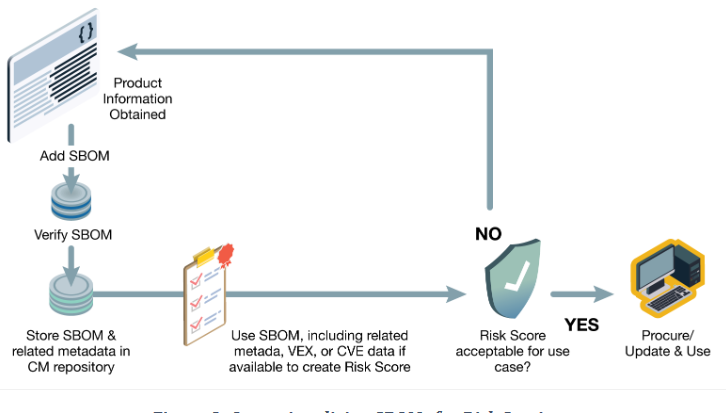 {}
Product
Information
Obtained
Add SBOM
Verify SBOM
Store SBOM &
related metadata in
CM repository
Use SBOM, including related
metada, VEX, or CVE data if
available to create Risk Score
NO
Risk Score
acceptable for use
case?
YES
Procure/
Update & Use